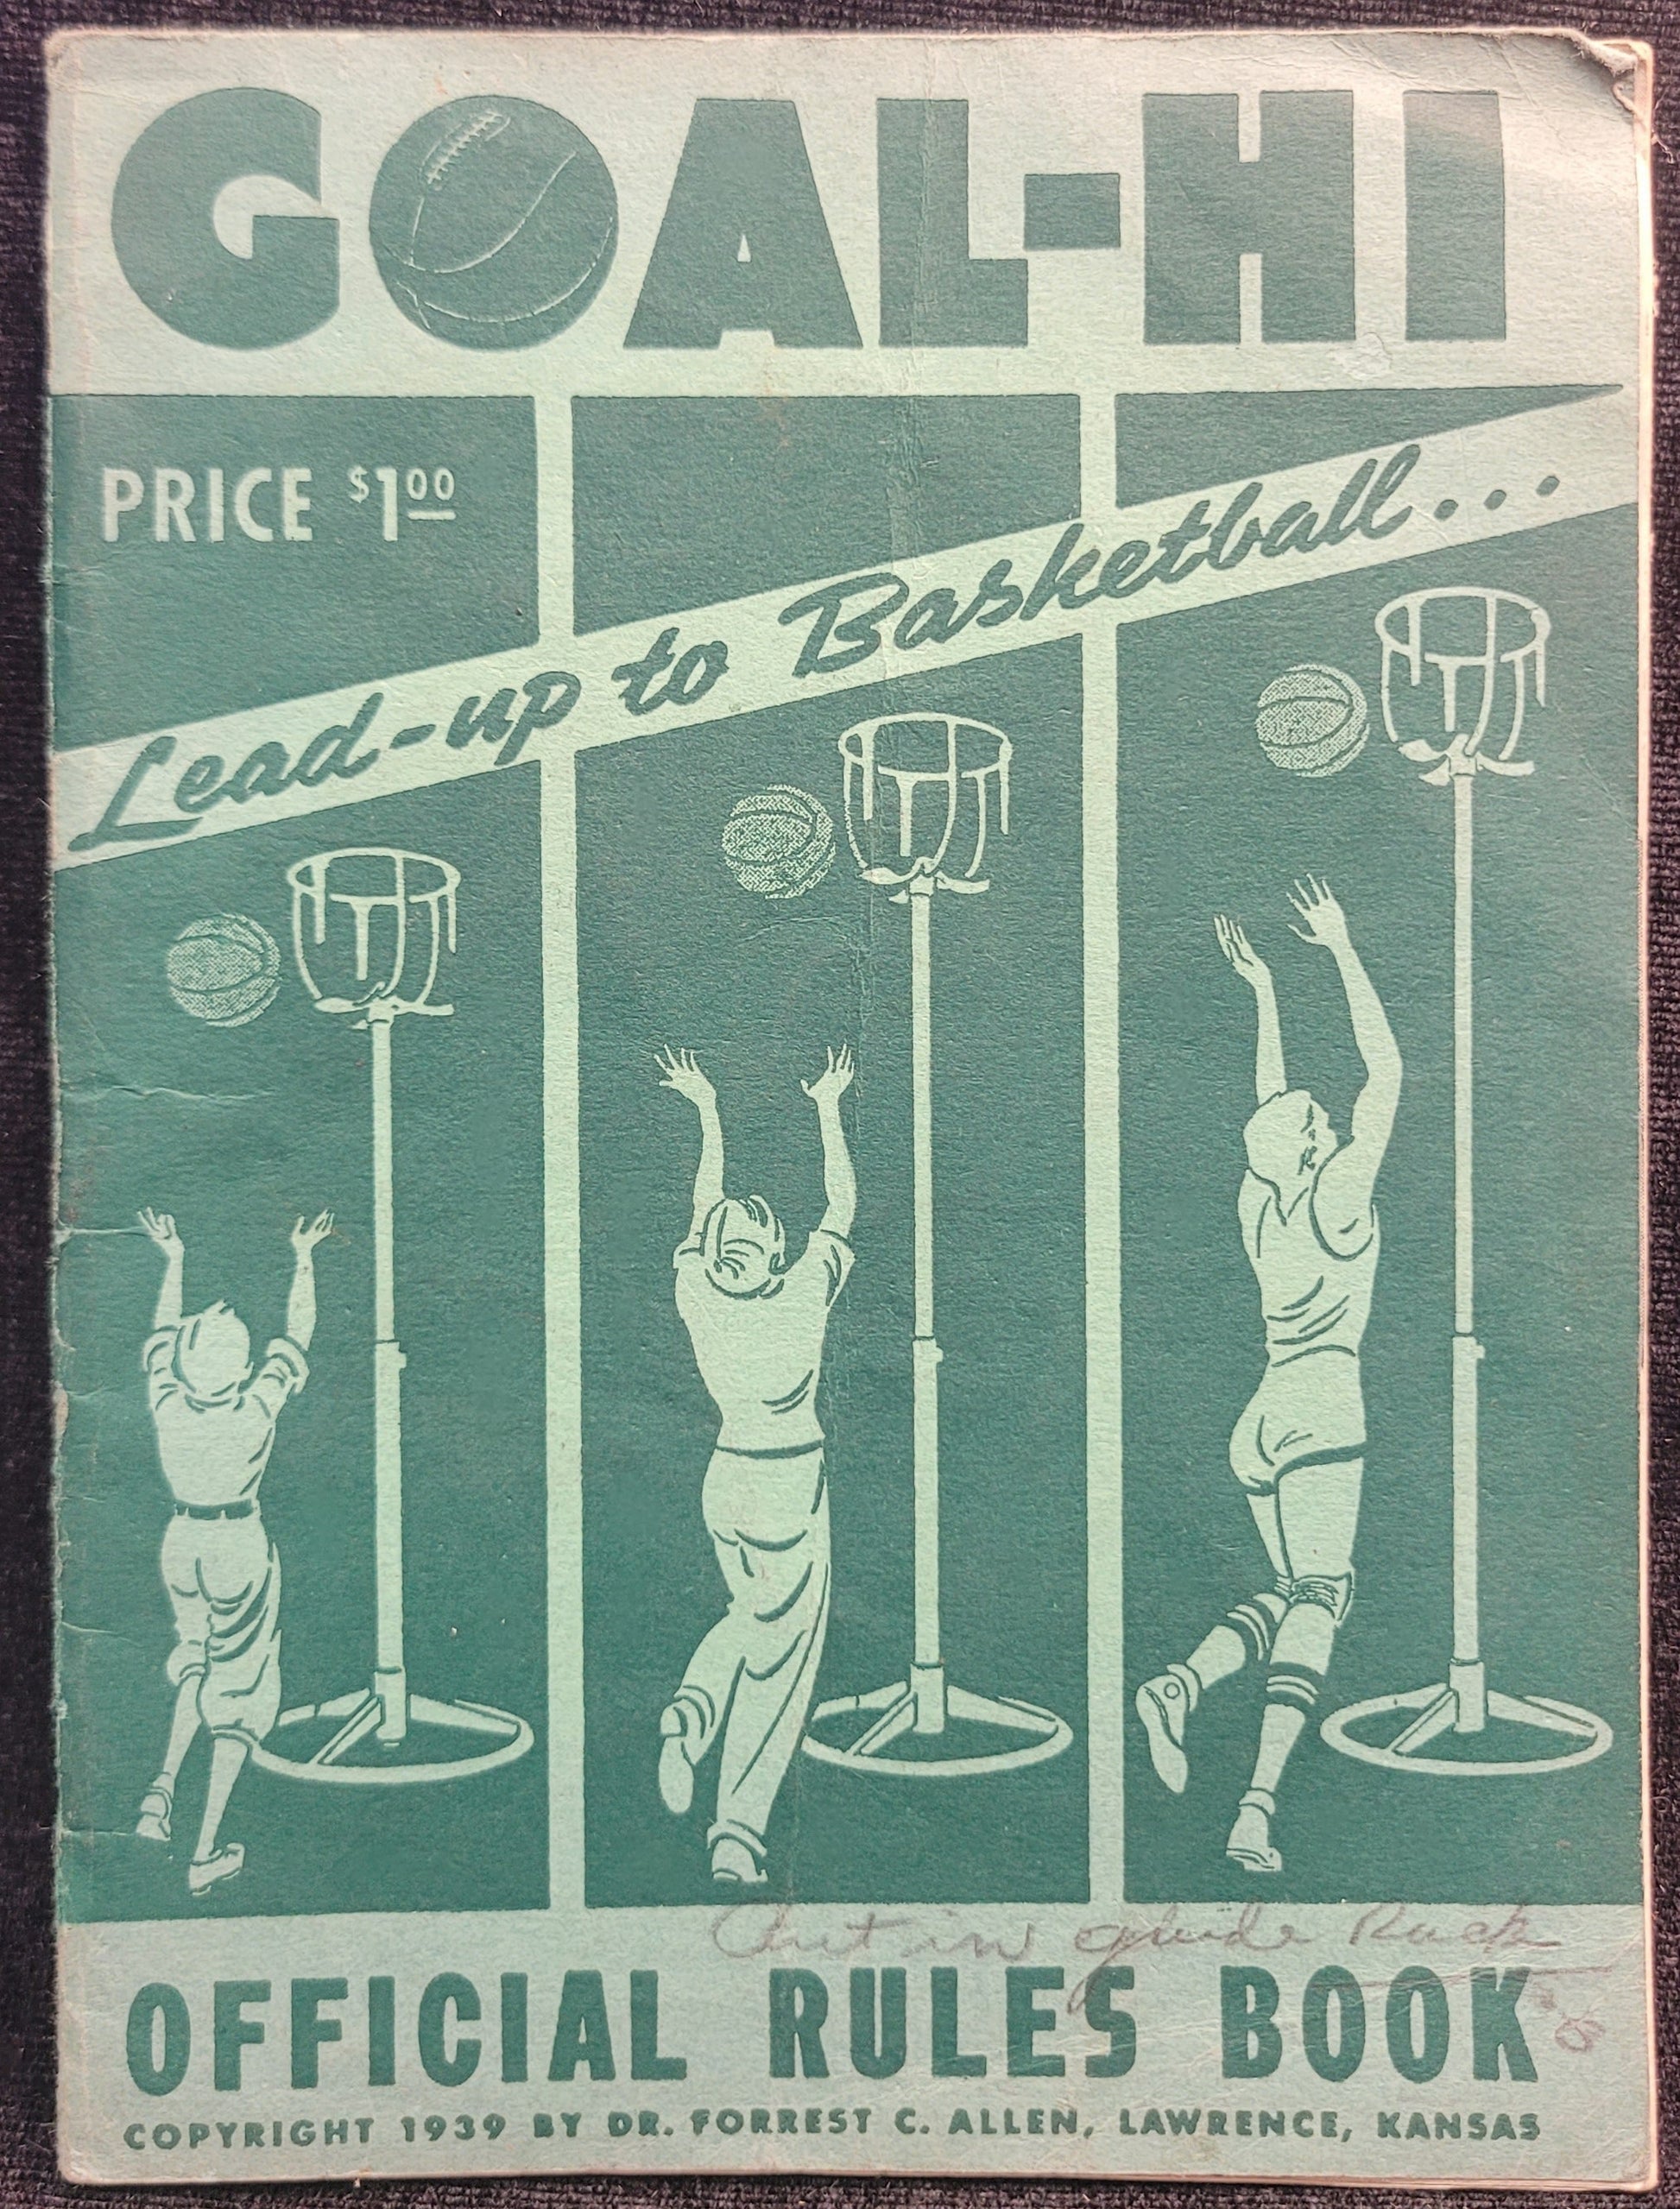 GOAL-HI
PRICE $1.00
Lead-up to Basketball...
OFFICIAL RULES BOOK
COPYRIGHT 1939 BY DR. FORREST C. ALLEN, LAWRENCE, KANSAS